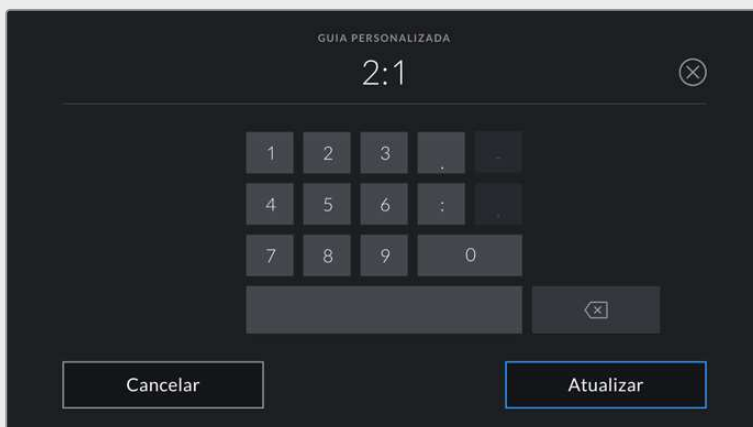 GUIA PERSONALIZADA
2:1
1 2 3 . -
4 5 6 : ,
7 8 9 0
Cancelar Atualizar